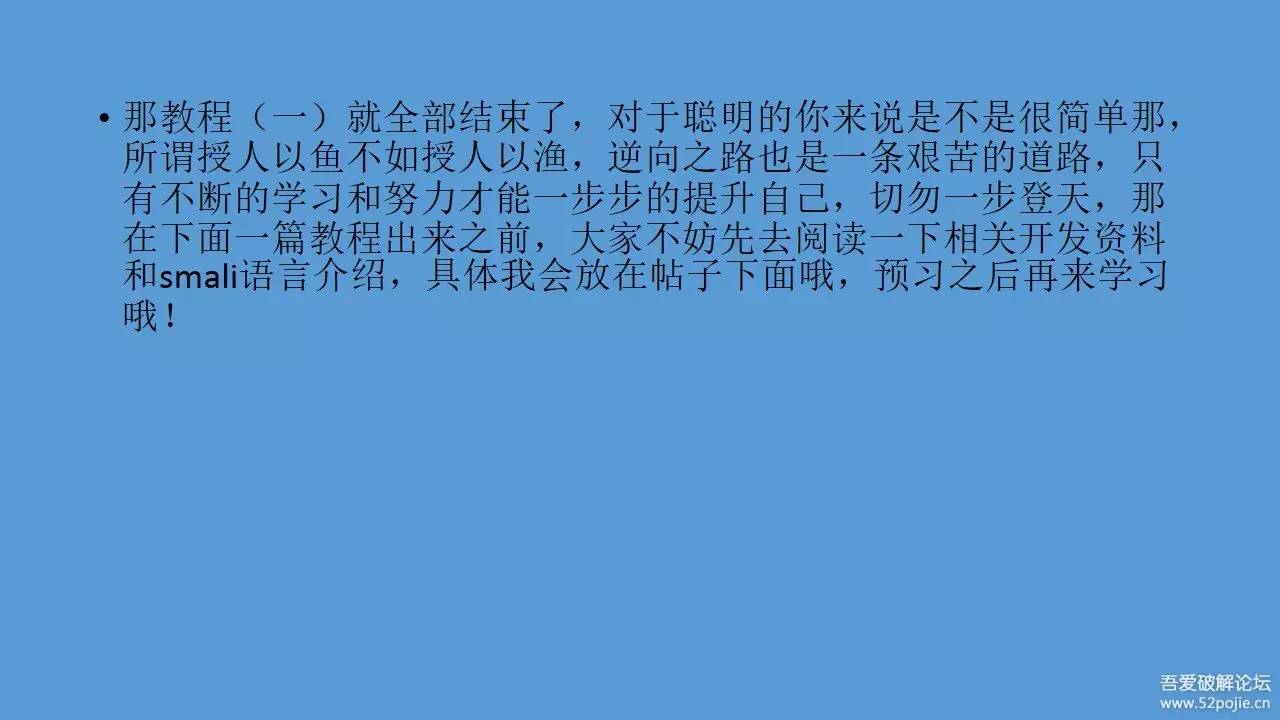 • 那教程（一）就全部结束了，对于聪明的你来说是不是很简单那，
所谓授人以鱼不如授人以渔，逆向之路也是一条艰苦的道路，只
有不断的学习和努力才能一步步的提升自己，切勿一步登天，那
在下面一篇教程出来之前，大家不妨先去阅读一下相关开发资料
和smali语言介绍，具体我会放在帖子下面哦，预习之后再来学习
哦！
吾爱破解论坛
www.52pojie.cn